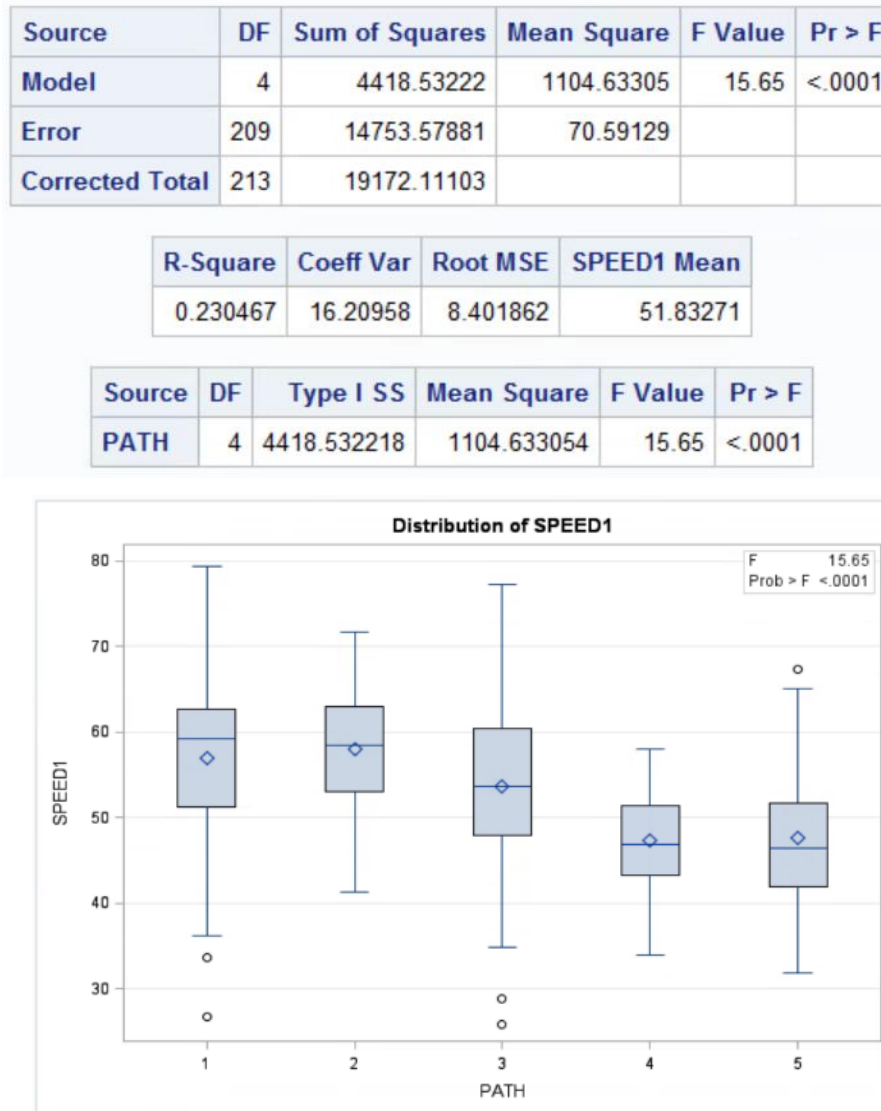 Source DF Sum of Squares Mean Square F Value Pr > F
Model 4 4418.53222 1104.63305 15.65 <.0001
Error 209 14753.57881 70.59129
Corrected Total 213 19172.11103
R-Square Coeff Var Root MSE SPEED1 Mean
0.230467 16.20958 8.401862 51.83271
Source DF Type I SS Mean Square F Value Pr > F
PATH 4 4418.532218 1104.633054 15.65 <.0001
Distribution of SPEED1
F 15.65
Prob > F <.0001
80
70
60
50
40
30
SPEED1
1 2 3 4 5
PATH